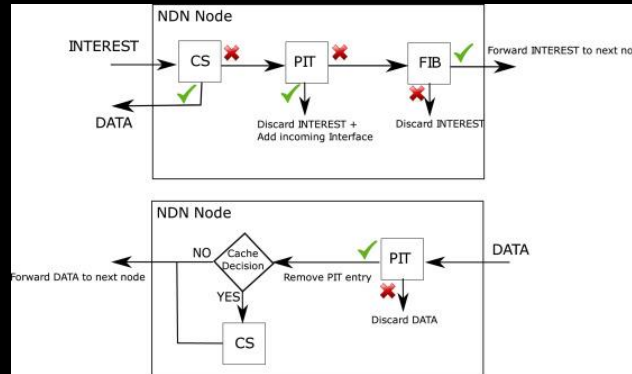 NDN Node
INTEREST
CS
PIT
FIB
Forward INTEREST to next no
DATA
Discard INTEREST +
Add incoming Interface
Discard INTEREST
NDN Node
NO
Cache
Decision
PIT
DATA
Forward DATA to next node
Remove PIT entry
YES
Discard DATA
CS